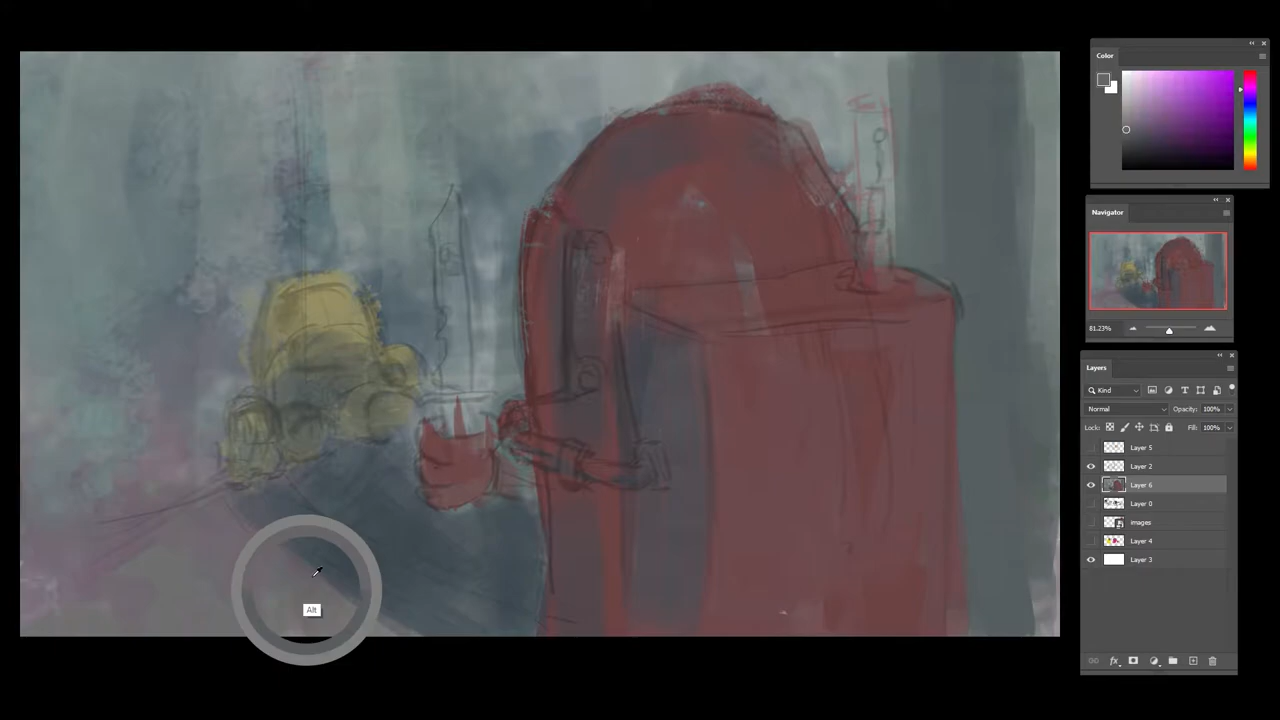 Color
Navigator
81.23%
Layers
Kind
Normal
Opacity: 100%
Lock:
Fill: 100%
Layer 5
Layer 2
Layer 6
Layer 0
images
Layer 4
Layer 3
fx
Alt